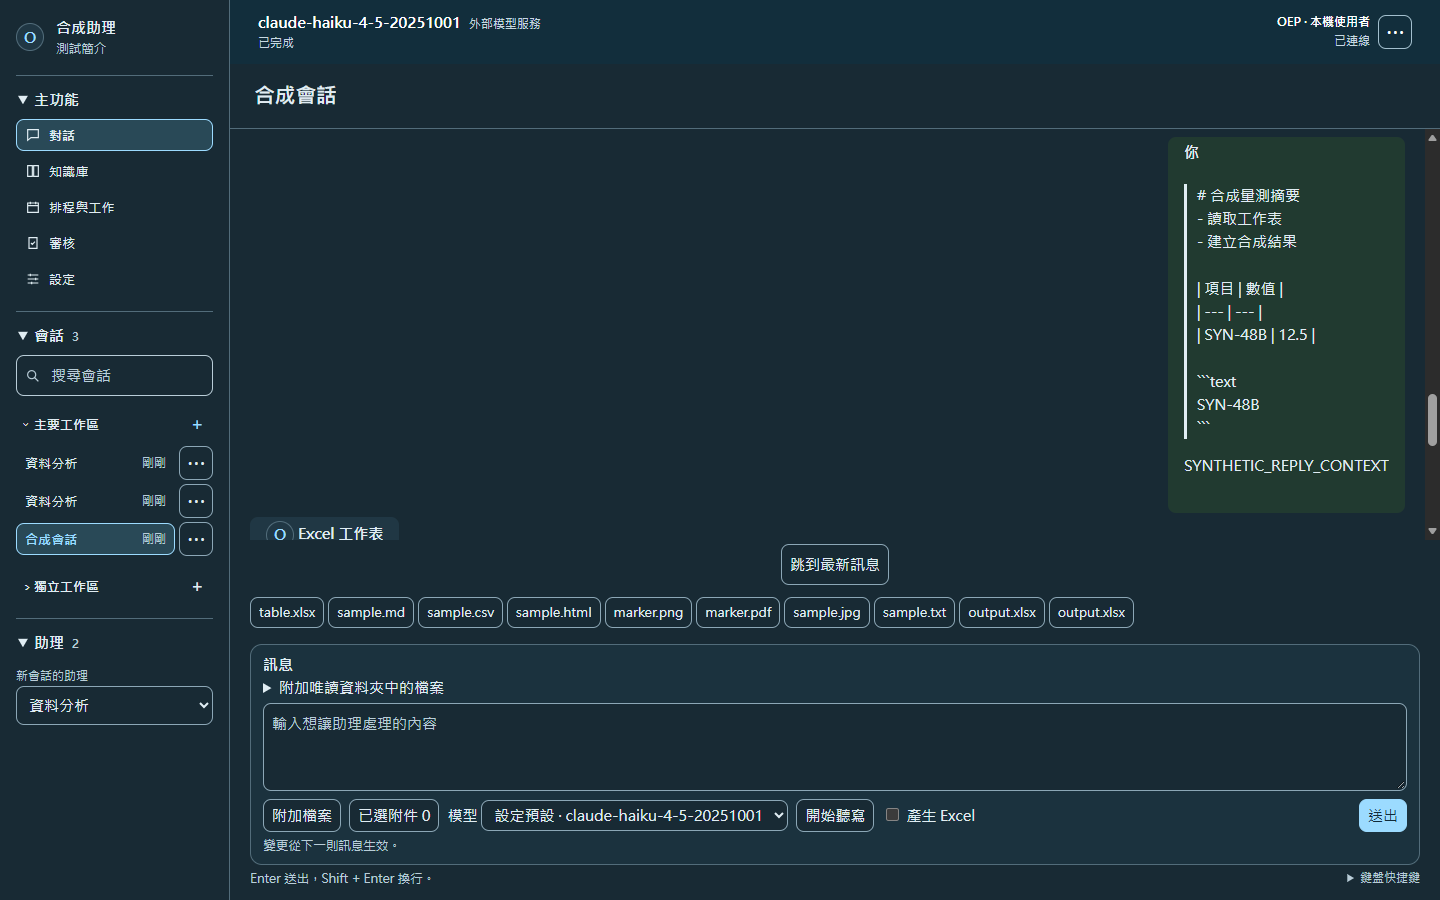 O
合成助理
測試簡介
▼ 主功能
對話
知識庫
排程與工作
審核
設定
▼ 會話 3
搜尋會話
主要工作區 +
資料分析 剛剛 ...
資料分析 剛剛 ...
合成會話 剛剛 ...
獨立工作區 +
▼ 助理 2
新會話的助理
資料分析
claude-haiku-4-5-20251001 外部模型服務
已完成
OEP · 本機使用者
已連線
...
合成會話
你
# 合成量測摘要
- 讀取工作表
- 建立合成結果
| 項目 | 數值 |
| --- | --- |
| SYN-48B | 12.5 |
```text
SYN-48B
```
SYNTHETIC_REPLY_CONTEXT
O Excel 工作表
跳到最新訊息
table.xlsx sample.md sample.csv sample.html marker.png marker.pdf sample.jpg sample.txt output.xlsx output.xlsx
訊息
▶ 附加唯讀資料夾中的檔案
輸入想讓助理處理的內容
附加檔案 已選附件 0 模型 設定預設 · claude-haiku-4-5-20251001 開始聽寫 產生 Excel 送出
變更從下一則訊息生效。
Enter 送出，Shift + Enter 換行。
▶ 鍵盤快捷鍵